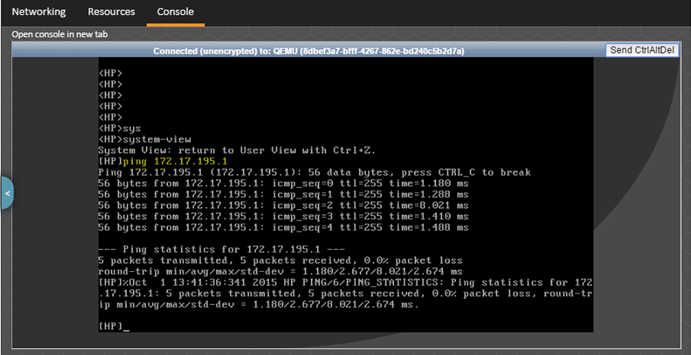 Networking Resources Console
Open console in new tab
Connected (unencrypted) to: QEMU (8dbef3a7-bfff-4267-862e-bd240c5b2d7a) Send CtrlAltDel
<HP>
<HP>
<HP>
<HP>
<HP>
<HP>sys
<HP>system-view
System View: return to User View with Ctrl+Z.
[HP]ping 172.17.195.1
Ping 172.17.195.1 (172.17.195.1): 56 data bytes, press CTRL_C to break
56 bytes from 172.17.195.1: icmp_seq=0 ttl=255 time=1.180 ms
56 bytes from 172.17.195.1: icmp_seq=1 ttl=255 time=1.288 ms
56 bytes from 172.17.195.1: icmp_seq=2 ttl=255 time=8.021 ms
56 bytes from 172.17.195.1: icmp_seq=3 ttl=255 time=1.410 ms
56 bytes from 172.17.195.1: icmp_seq=4 ttl=255 time=1.488 ms
--- Ping statistics for 172.17.195.1 ---
5 packets transmitted, 5 packets received, 0.0% packet loss
round-trip min/avg/max/std-dev = 1.180/2.677/8.021/2.674 ms
[HP]%Oct 1 13:41:36:341 2015 HP PING/6/PING_STATISTICS: Ping statistics for 172
.17.195.1: 5 packets transmitted, 5 packets received, 0.0% packet loss, round-tr
ip min/avg/max/std-dev = 1.180/2.677/8.021/2.674 ms.
[HP]_
<